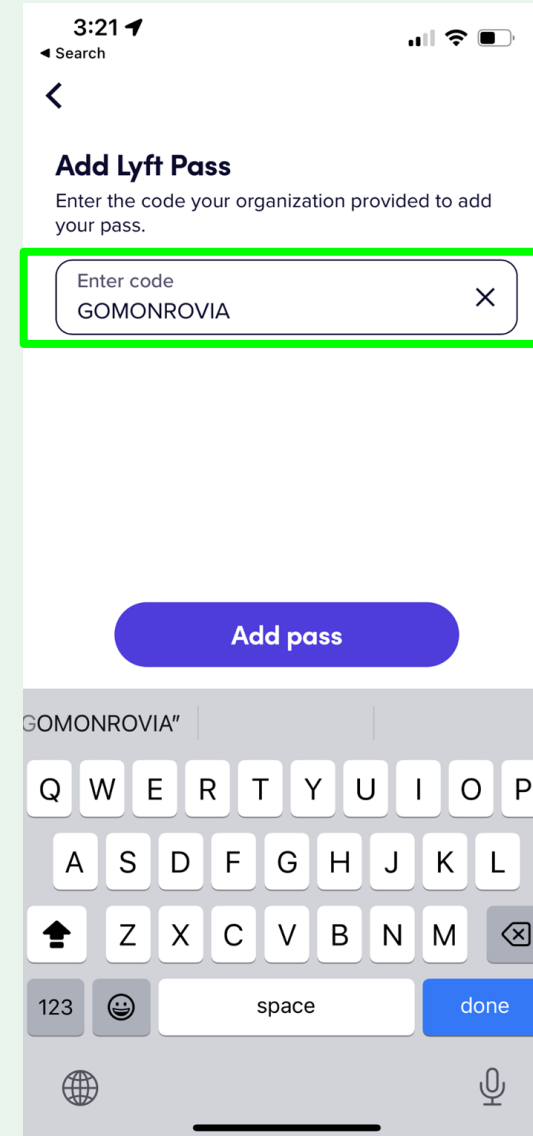 3:21
◄ Search
Add Lyft Pass
Enter the code your organization provided to add
your pass.
Enter code
GOMONROVIA
Add pass
GOMONROVIA"
Q W E R T Y U I O P
A S D F G H J K L
Z X C V B N M
123 space done